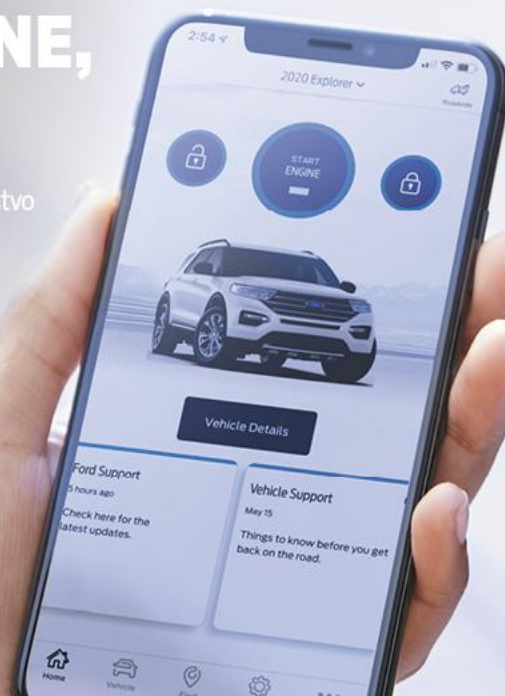 NE,
tvo
2:54
2020 Explorer
Roadside
START
ENGINE
Vehicle Details
Ford Support
5 hours ago
Check here for the
latest updates.
Vehicle Support
May 15
Things to know before you get
back on the road.
Home
Vehicle